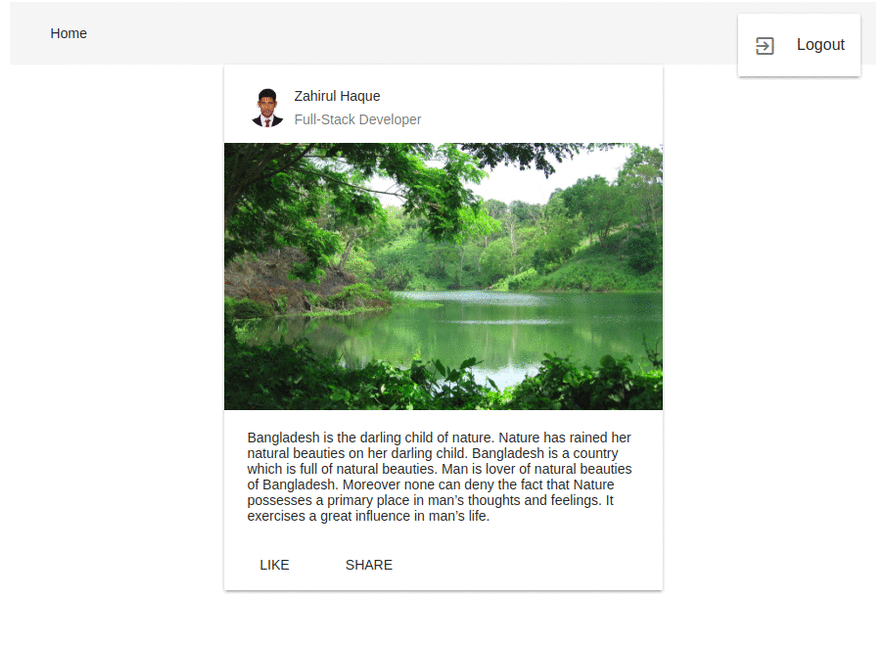 Home
Logout
Zahirul Haque
Full-Stack Developer
Bangladesh is the darling child of nature. Nature has rained her
natural beauties on her darling child. Bangladesh is a country
which is full of natural beauties. Man is lover of natural beauties
of Bangladesh. Moreover none can deny the fact that Nature
possesses a primary place in man’s thoughts and feelings. It
exercises a great influence in man’s life.
LIKE
SHARE